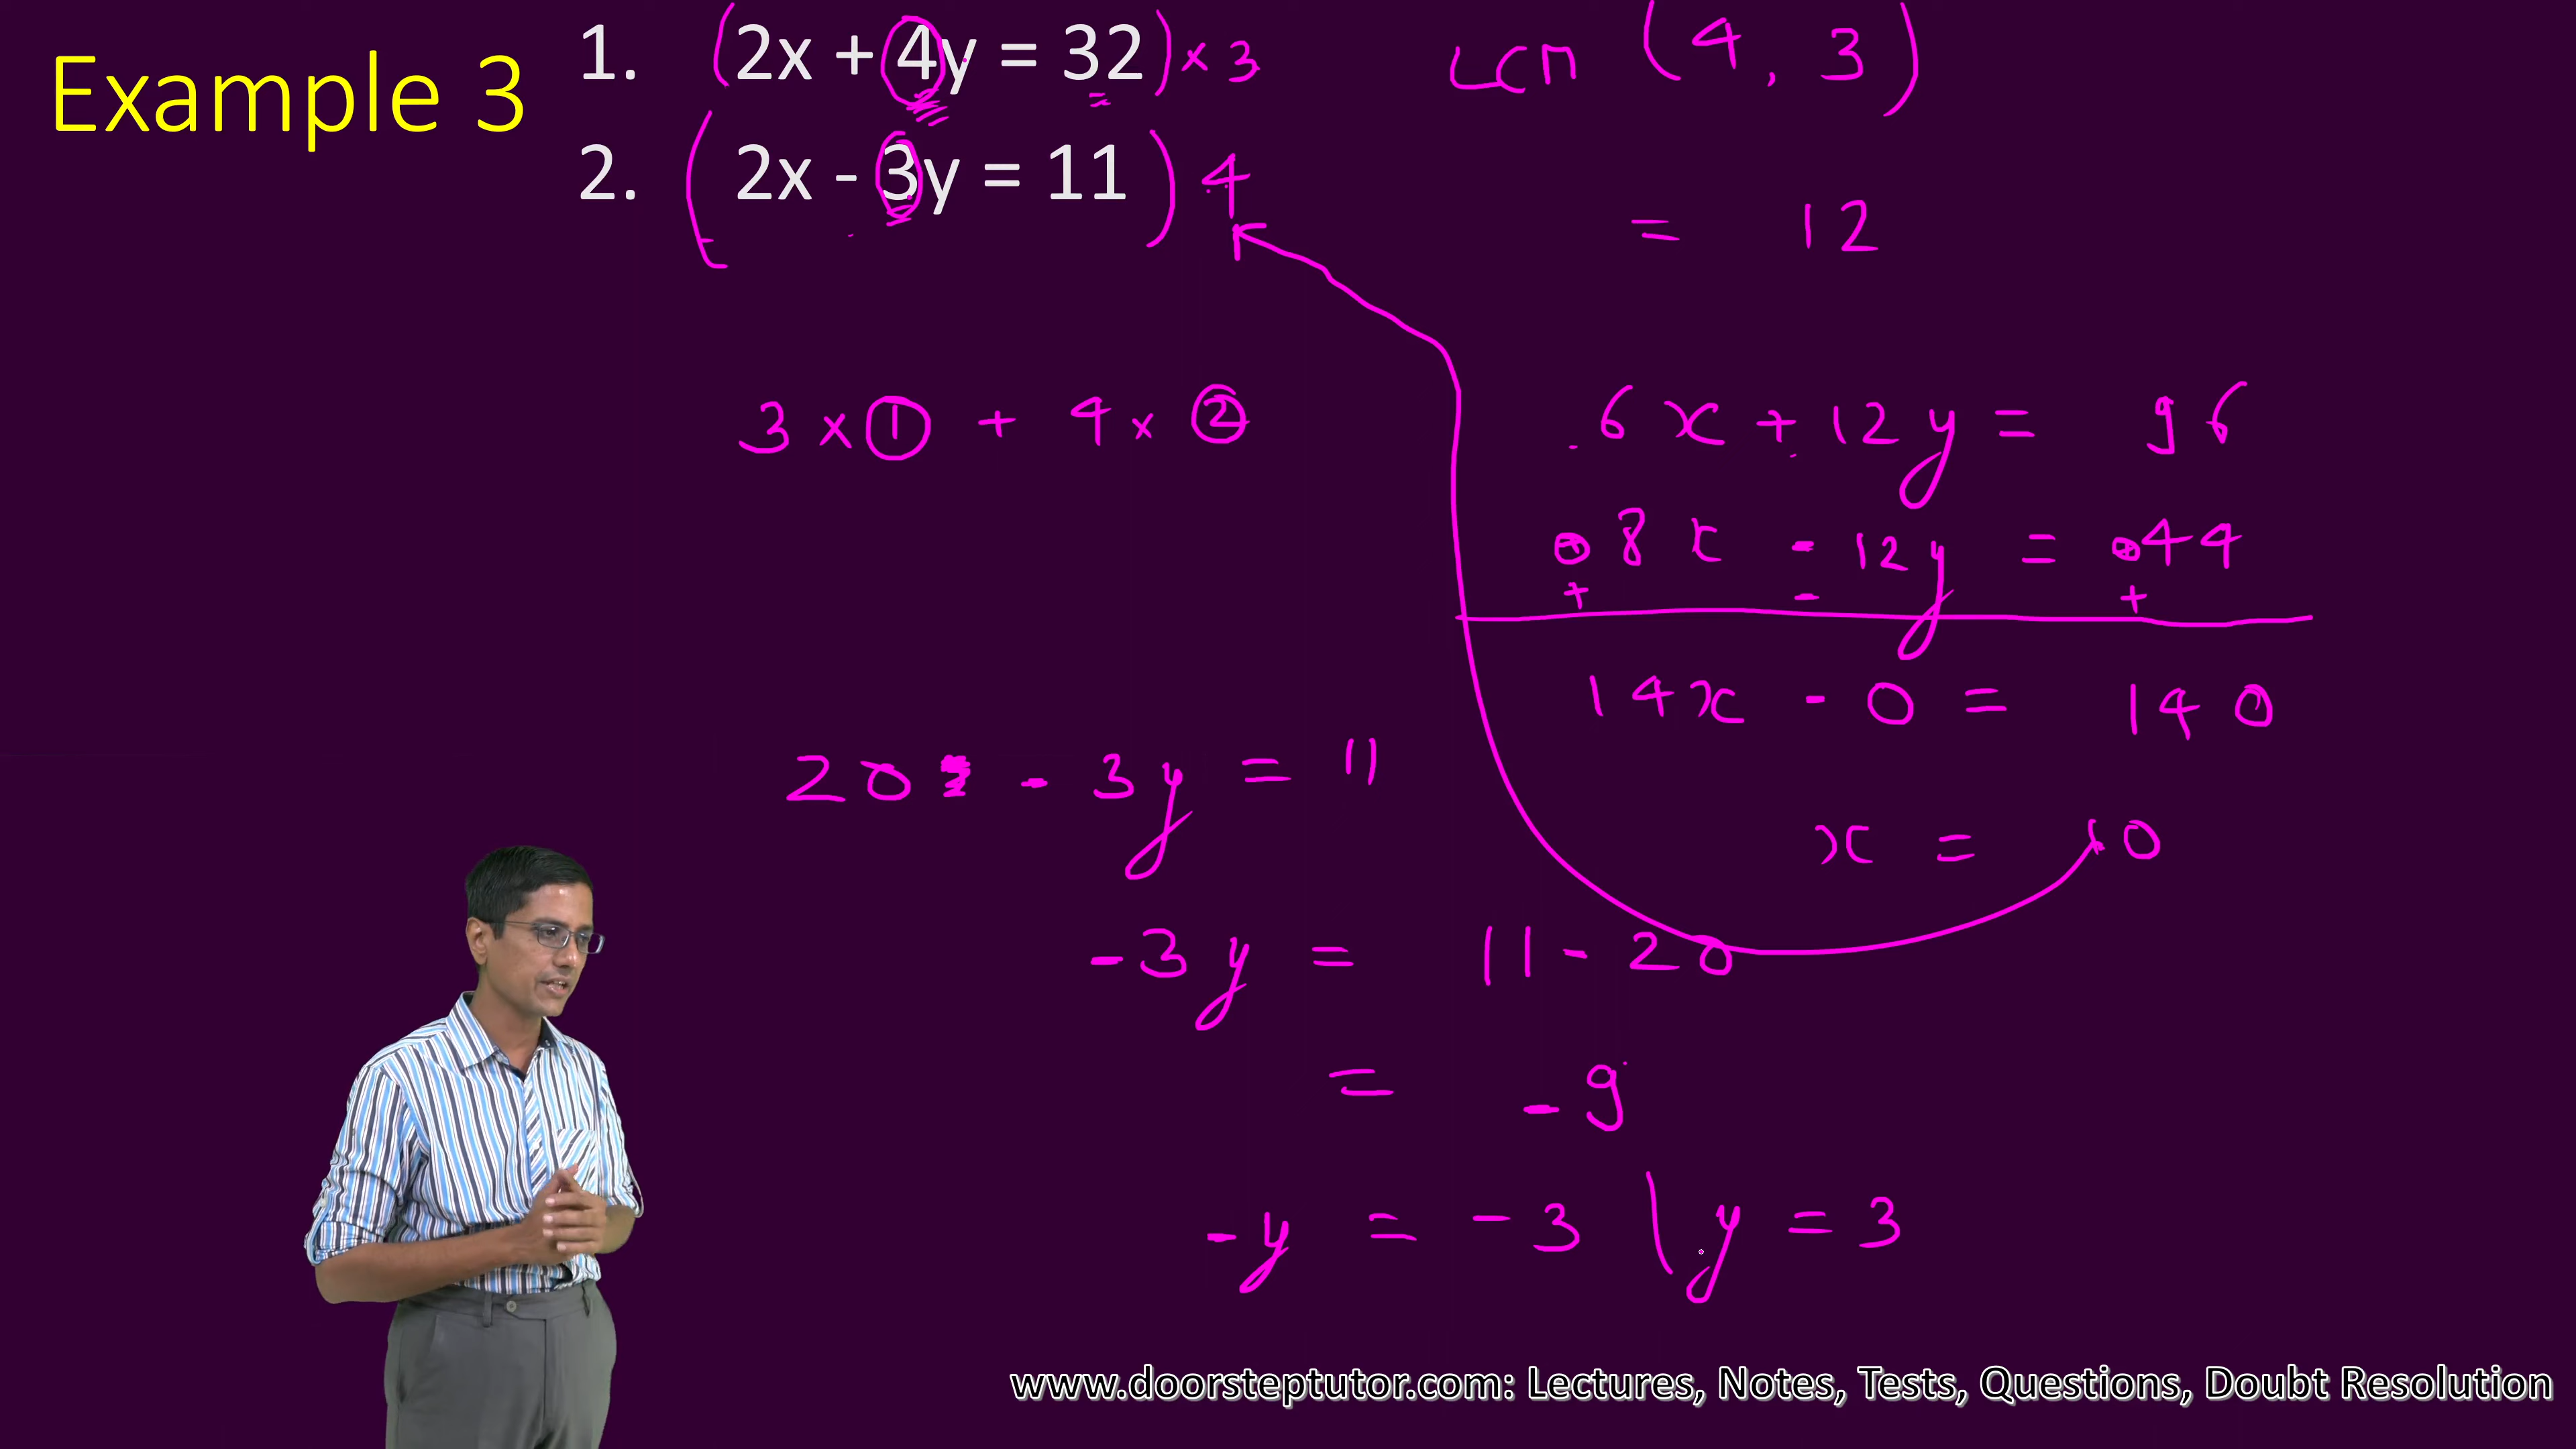 Example 3
1. (2x + 4y = 32) × 3
2. (2x - 3y = 11) 4
LCM (4, 3)
= 12
3 × ① + 4 × ②
6x + 12y = 96
8x - 12y = 44
+ - +
14x - 0 = 140
x = 10
20 - 3y = 11
-3y = 11 - 20
= -9
-y = -3 | y = 3
www.doorsteptutor.com: Lectures, Notes, Tests, Questions, Doubt Resolution